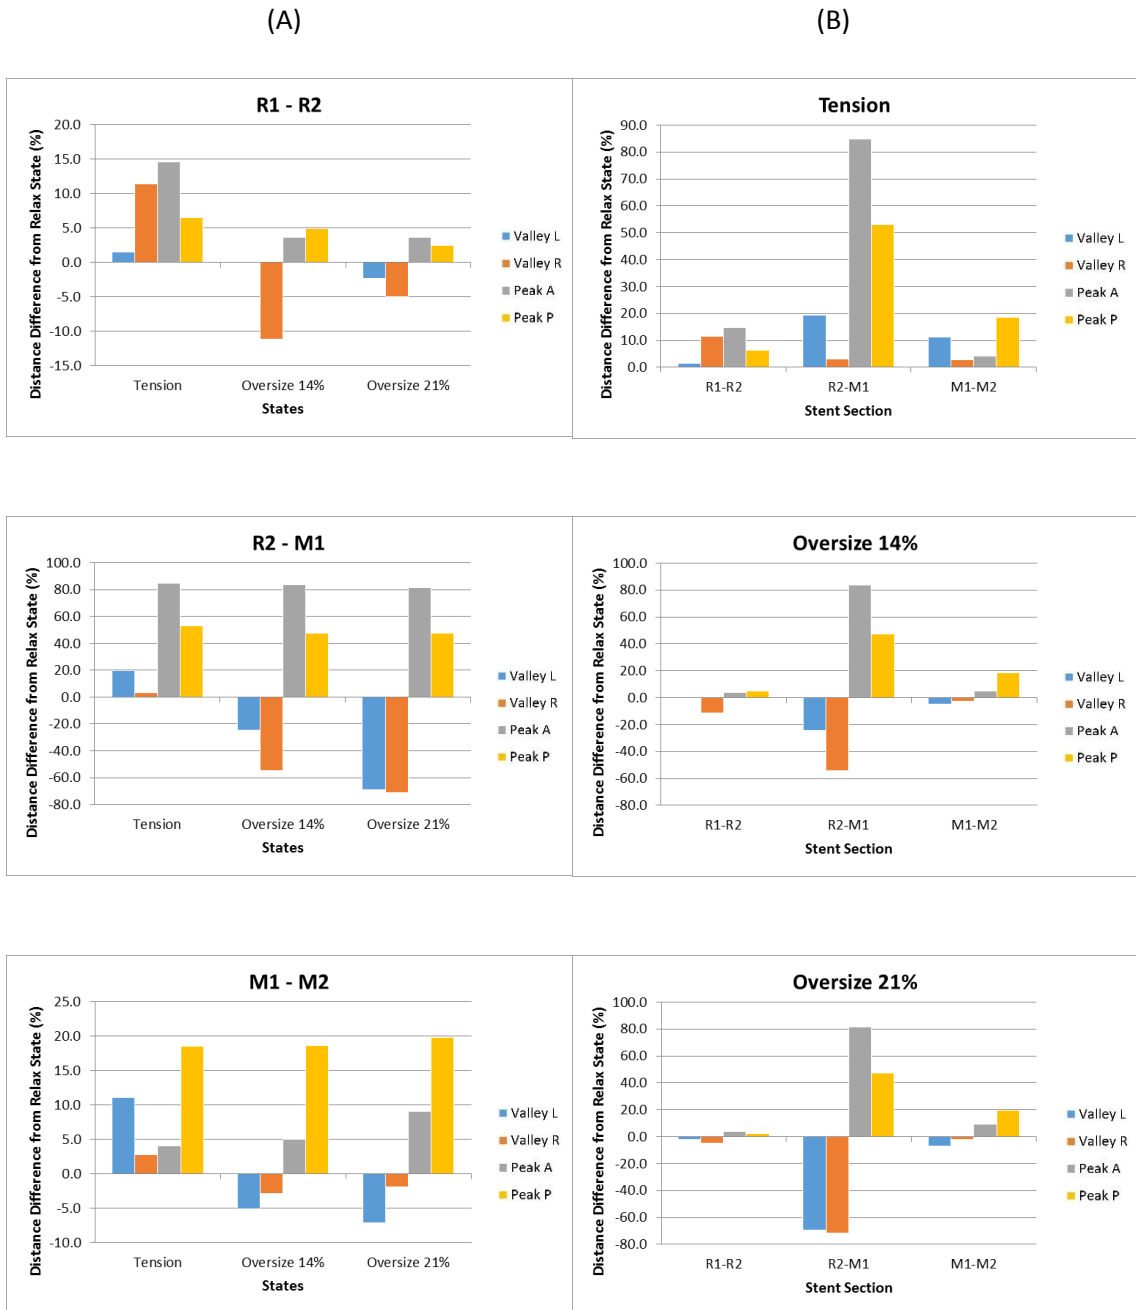 (A)
(B)
R1 - R2
Distance Difference from Relax State (%)
20.0
15.0
10.0
5.0
0.0
-5.0
-10.0
-15.0
Tension
Oversize 14%
Oversize 21%
States
Valley L
Valley R
Peak A
Peak P
Tension
Distance Difference from Relax State (%)
90.0
80.0
70.0
60.0
50.0
40.0
30.0
20.0
10.0
0.0
R1-R2
R2-M1
M1-M2
Stent Section
Valley L
Valley R
Peak A
Peak P
R2 - M1
Distance Difference from Relax State (%)
100.0
80.0
60.0
40.0
20.0
0.0
-20.0
-40.0
-60.0
-80.0
Tension
Oversize 14%
Oversize 21%
States
Valley L
Valley R
Peak A
Peak P
Oversize 14%
Distance Difference from Relax State (%)
100.0
80.0
60.0
40.0
20.0
0.0
-20.0
-40.0
-60.0
-80.0
R1-R2
R2-M1
M1-M2
Stent Section
Valley L
Valley R
Peak A
Peak P
M1 - M2
Distance Difference from Relax State (%)
25.0
20.0
15.0
10.0
5.0
0.0
-5.0
-10.0
Tension
Oversize 14%
Oversize 21%
States
Valley L
Valley R
Peak A
Peak P
Oversize 21%
Distance Difference from Relax State (%)
100.0
80.0
60.0
40.0
20.0
0.0
-20.0
-40.0
-60.0
-80.0
R1-R2
R2-M1
M1-M2
Stent Section
Valley L
Valley R
Peak A
Peak P